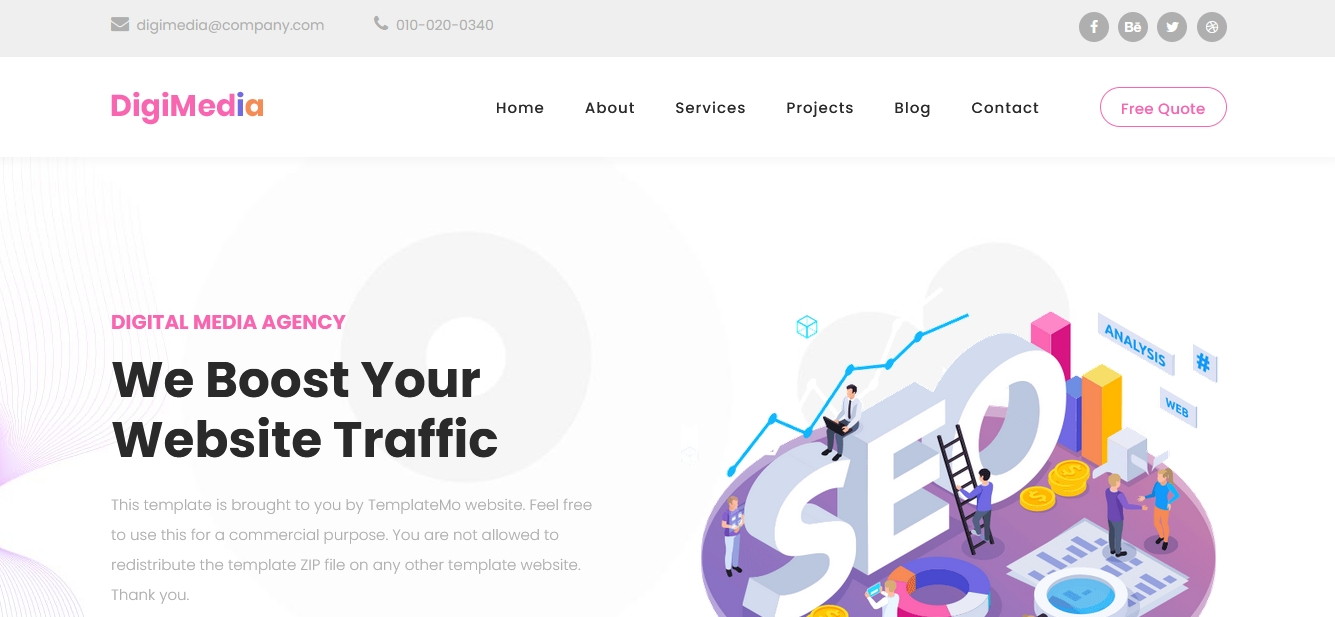 digimedia@company.com 010-020-0340
DigiMedia Home About Services Projects Blog Contact Free Quote
DIGITAL MEDIA AGENCY
We Boost Your
Website Traffic
This template is brought to you by TemplateMo website. Feel free
to use this for a commercial purpose. You are not allowed to
redistribute the template ZIP file on any other template website.
Thank you.
SEO
ANALYSIS
#
WEB